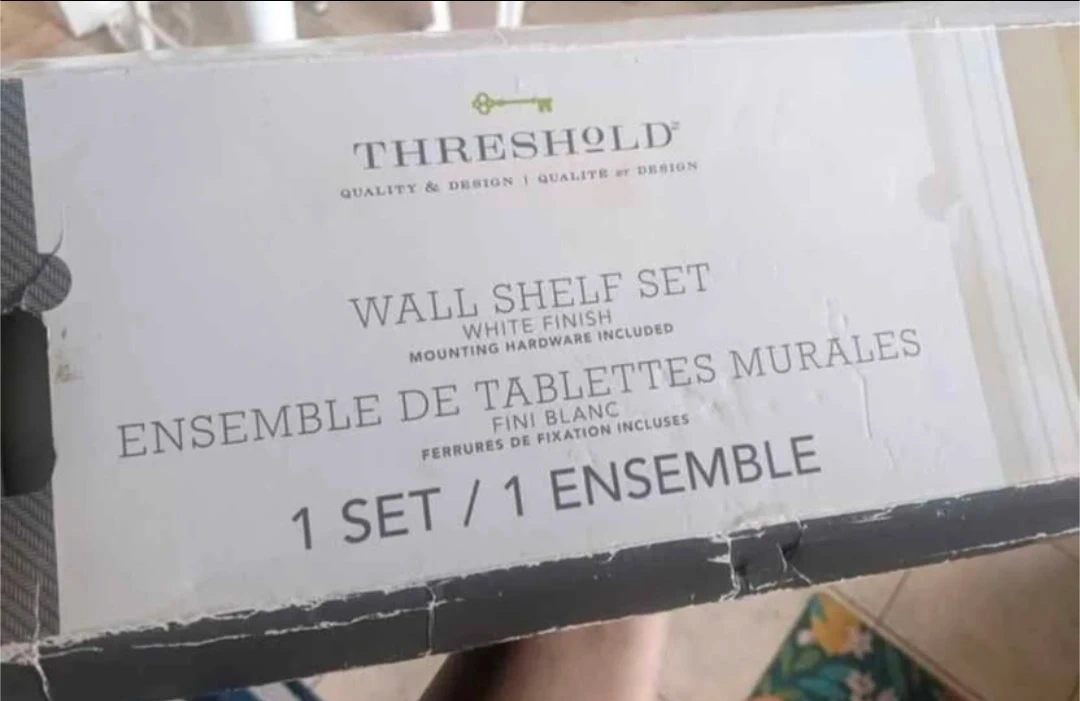 THRESHOLD™
QUALITY & DESIGN | QUALITÉ ET DESIGN
WALL SHELF SET
WHITE FINISH
MOUNTING HARDWARE INCLUDED
ENSEMBLE DE TABLETTES MURALES
FINI BLANC
FERRURES DE FIXATION INCLUSES
1 SET / 1 ENSEMBLE